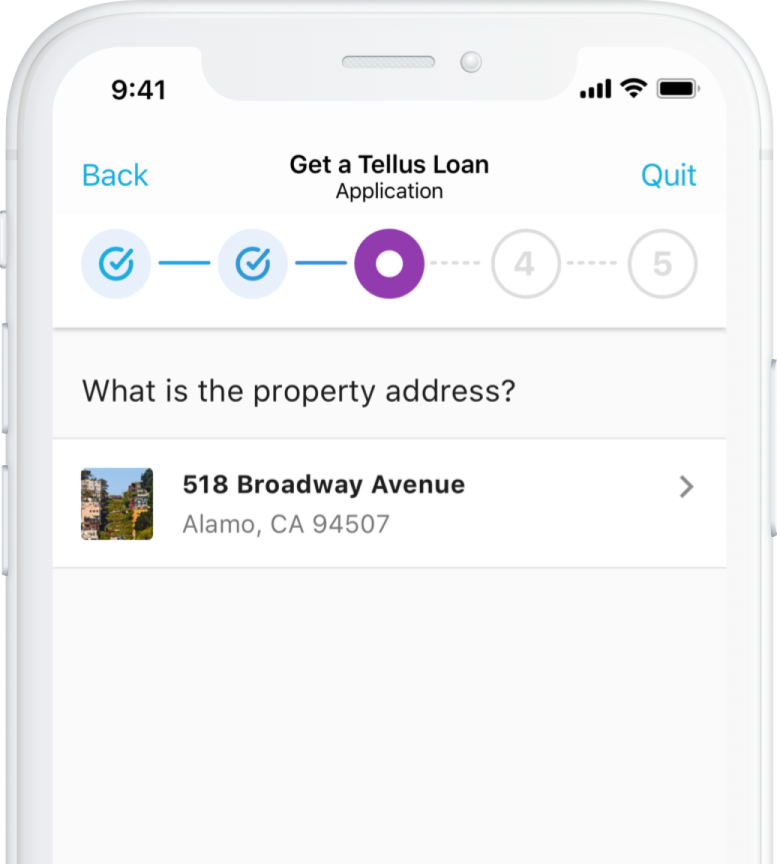 9:41
Back
Get a Tellus Loan
Quit
Application
4
5
What is the property address?
518 Broadway Avenue
Alamo, CA 94507